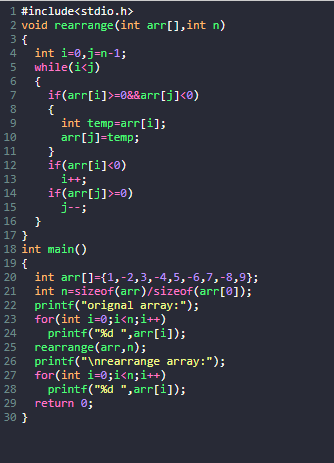 1 #include<stdio.h>
2 void rearrange(int arr[],int n)
3 {
4 int i=0,j=n-1;
5 while(i<j)
6 {
7 if(arr[i]>=0&&arr[j]<0)
8 {
9 int temp=arr[i];
10 arr[j]=temp;
11 }
12 if(arr[i]<0)
13 i++;
14 if(arr[j]>=0)
15 j--;
16 }
17 }
18 int main()
19 {
20 int arr[]={1,-2,3,-4,5,-6,7,-8,9};
21 int n=sizeof(arr)/sizeof(arr[0]);
22 printf("orignal array:");
23 for(int i=0;i<n;i++)
24 printf("%d ",arr[i]);
25 rearrange(arr,n);
26 printf("\nrearrange array:");
27 for(int i=0;i<n;i++)
28 printf("%d ",arr[i]);
29 return 0;
30 }